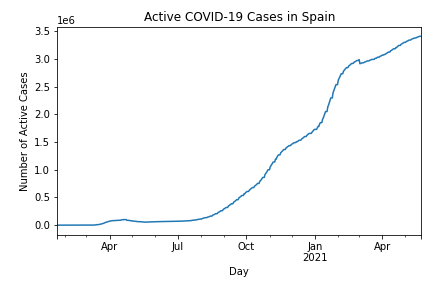 Active COVID-19 Cases in Spain
1e6
3.5
3.0
2.5
2.0
1.5
1.0
0.5
0.0
Number of Active Cases
Apr
Jul
Oct
Jan
2021
Apr
Day